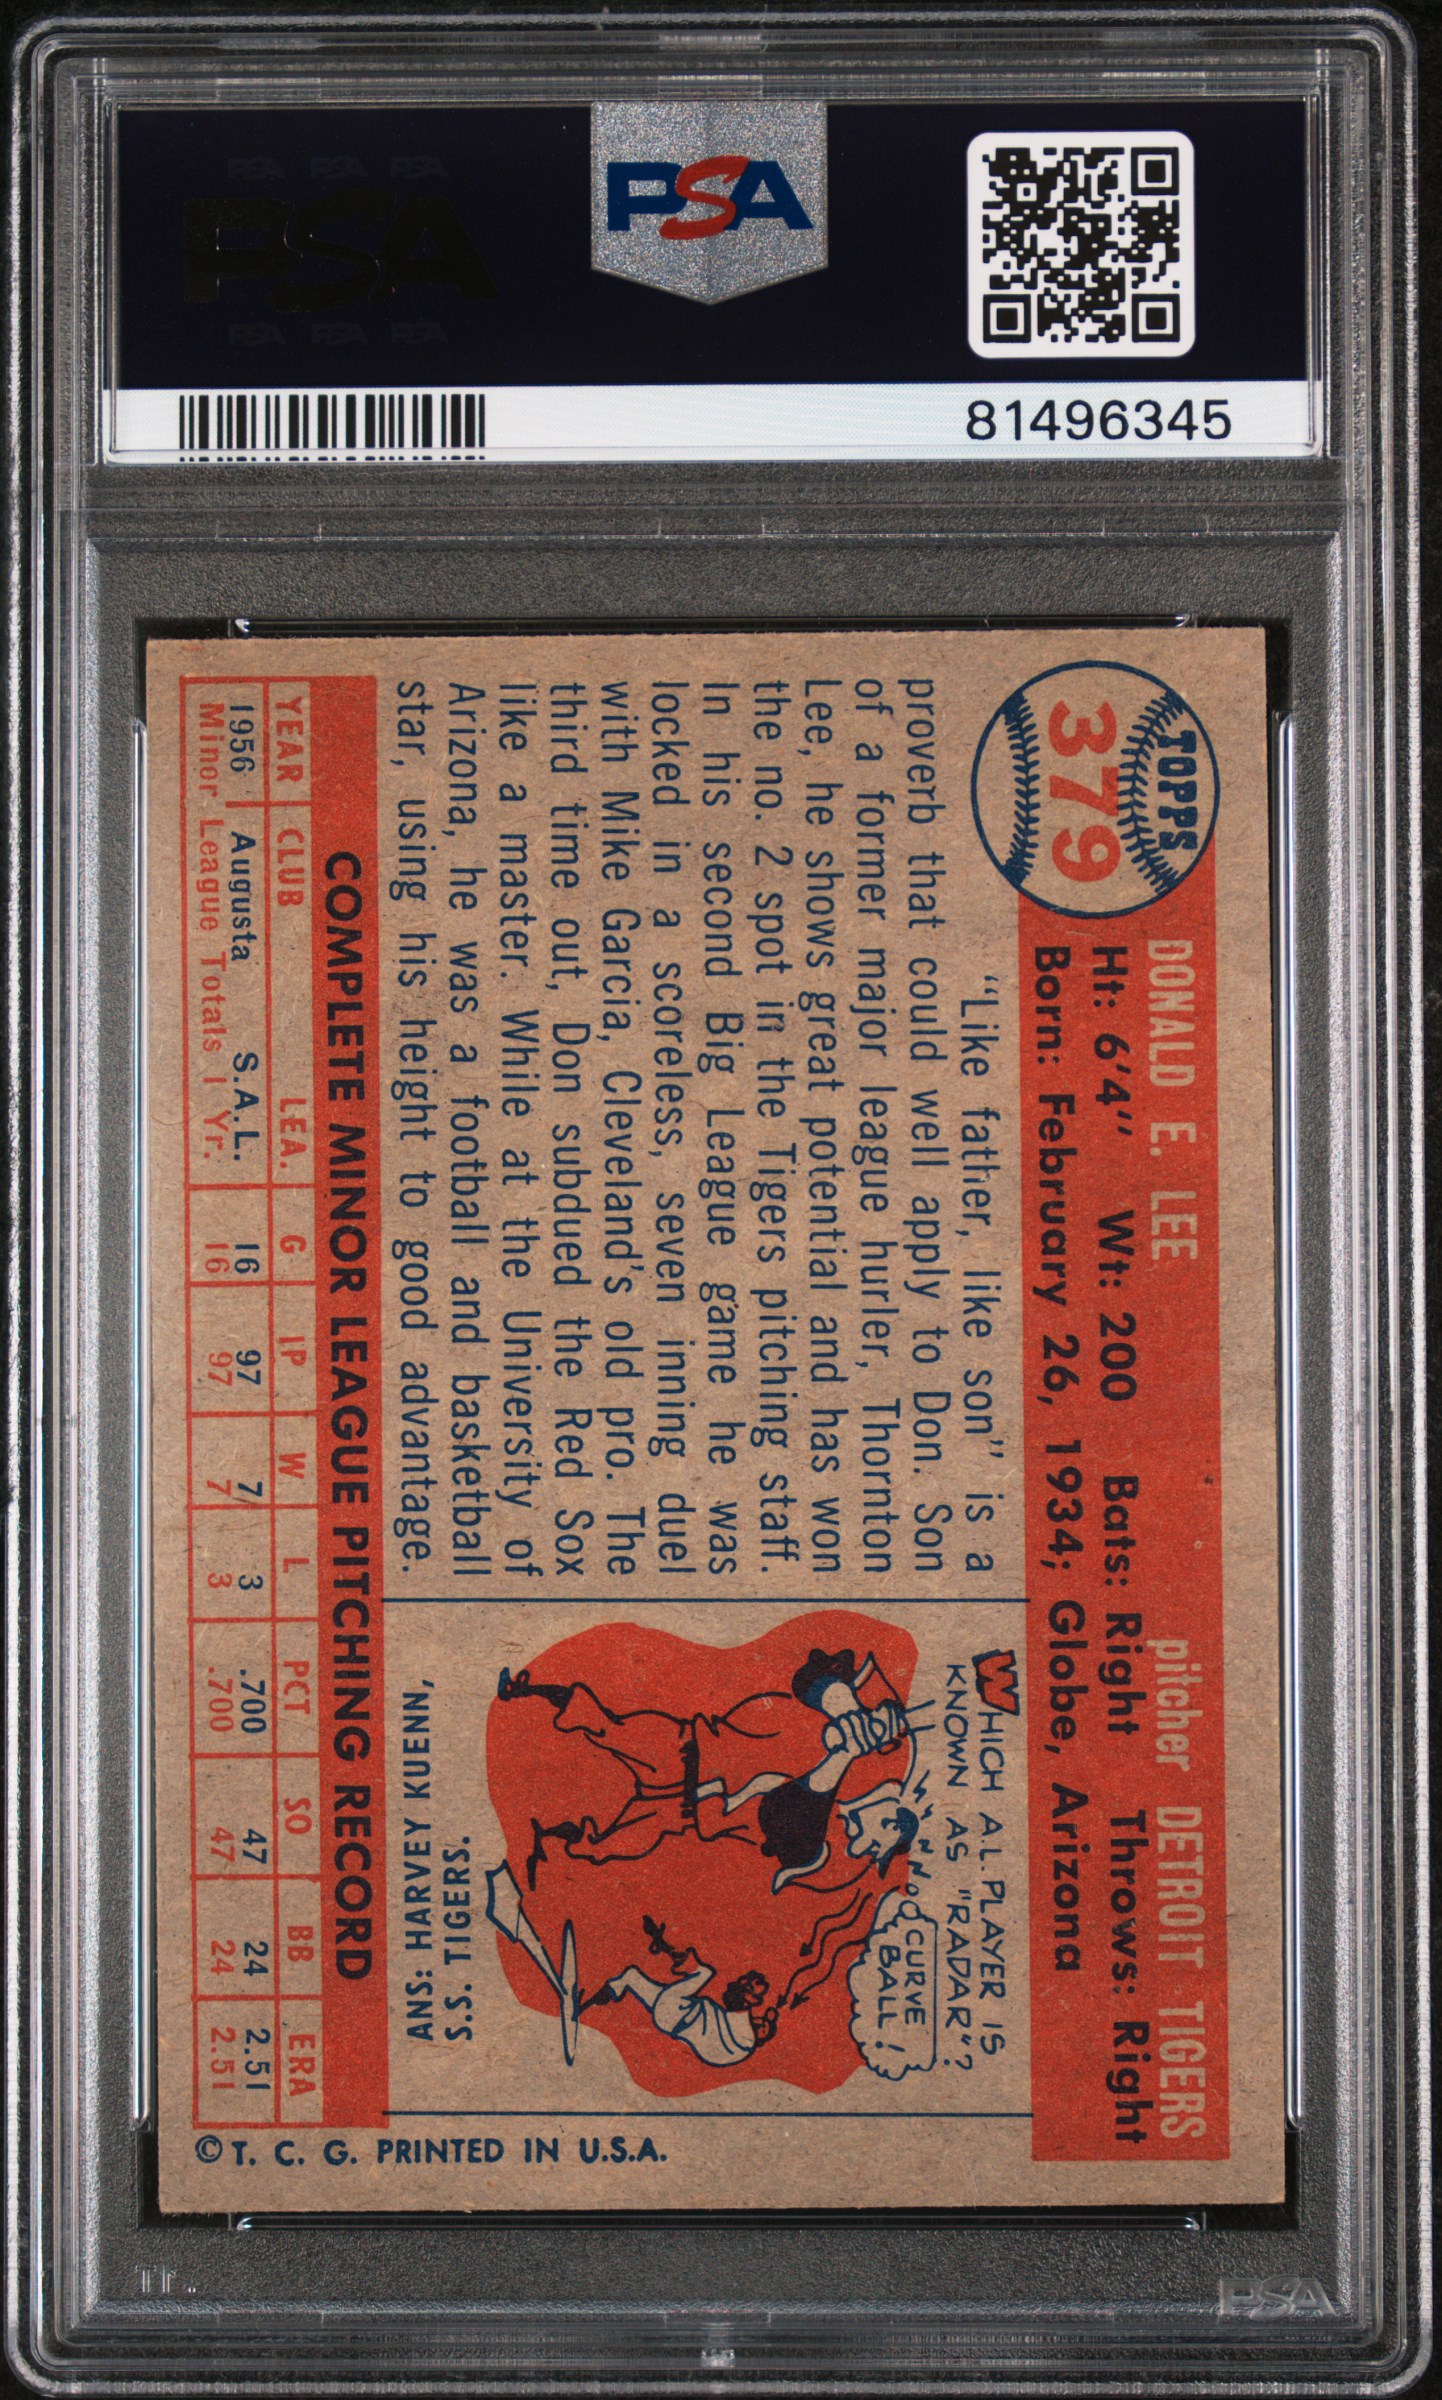 PSA PSA PSA
PSA
PSA PSA PSA
PSA
81496345
TOPPS
379
DONALD E. LEE pitcher DETROIT TIGERS
Ht: 6'4" Wt: 200 Bats: Right Throws: Right
Born: February 26, 1934; Globe, Arizona
"Like father, like son" is a
proverb that could well apply to Don. Son
of a former major league hurler, Thornton
Lee, he shows great potential and has won
the no. 2 spot in the Tigers pitching staff.
In his second Big League game he was
locked in a scoreless, seven inning duel
with Mike Garcia, Cleveland's old pro. The
third time out, Don subdued the Red Sox
like a master. While at the University of
Arizona, he was a football and basketball
star, using his height to good advantage.
WHICH A.L. PLAYER IS
KNOWN AS "RADAR"?
CURVE
BALL!
ANS: HARVEY KUENN,
S.S. TIGERS.
COMPLETE MINOR LEAGUE PITCHING RECORD
YEAR CLUB LEA. G IP W L PCT SO BB ERA
1956 Augusta S.A.L. 16 97 7 3 .700 47 24 2.51
Minor League Totals 1 Yr. 16 97 7 3 .700 47 24 2.51
© T. C. G. PRINTED IN U.S.A.
PSA